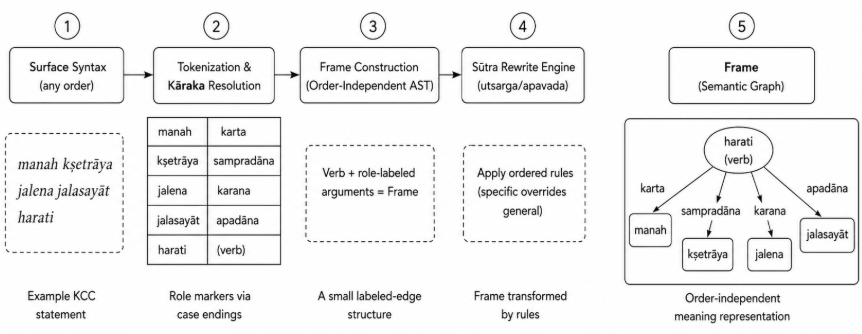 1
Surface Syntax
(any order)
manah kṣetrāya
jalena jalasayāt
harati
Example KCC
statement
2
Tokenization &
Kāraka Resolution
manah karta
kṣetrāya sampradāna
jalena karana
jalasayāt apadāna
harati (verb)
Role markers via
case endings
3
Frame Construction
(Order-Independent AST)
Verb + role-labeled
arguments = Frame
A small labeled-edge
structure
4
Sūtra Rewrite Engine
(utsarga/apavada)
Apply ordered rules
(specific overrides
general)
Frame transformed
by rules
5
Frame
(Semantic Graph)
harati
(verb)
karta
sampradāna
karana
apadāna
manah
kṣetrāya
jalena
jalasayāt
Order-independent
meaning representation